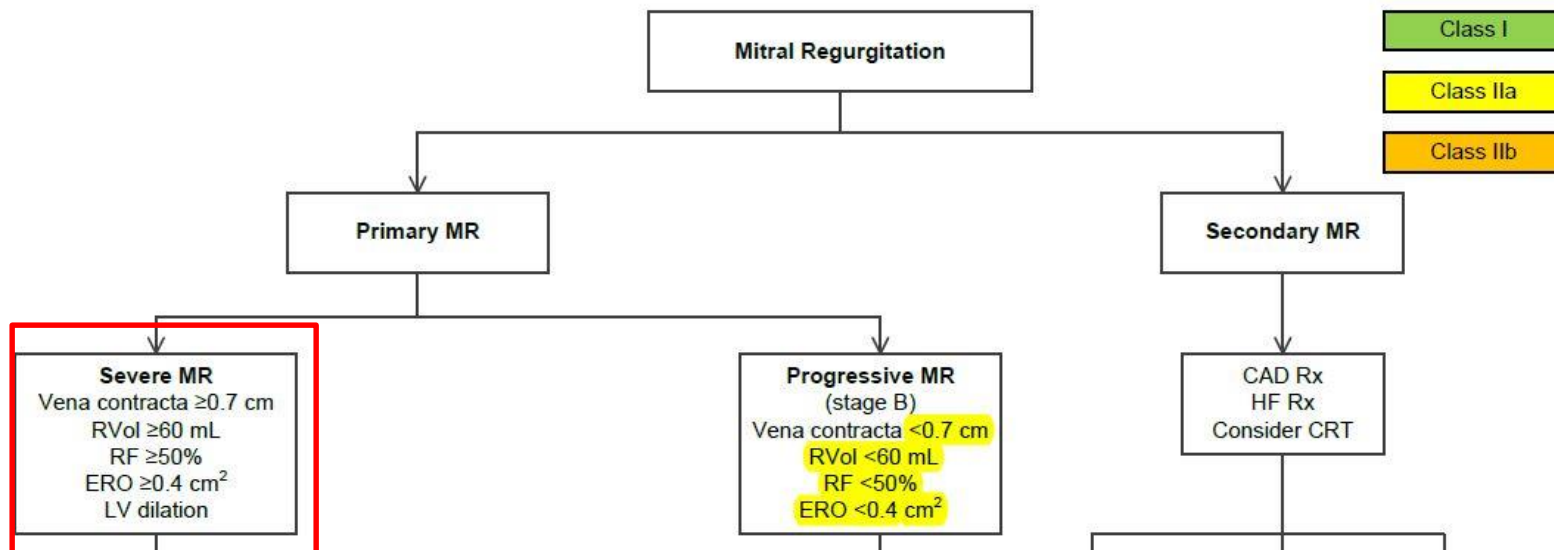 Mitral Regurgitation
Class I
Class IIa
Class IIb
Primary MR
Secondary MR
Severe MR
Vena contracta ≥0.7 cm
RVol ≥60 mL
RF ≥50%
ERO ≥0.4 cm²
LV dilation
Progressive MR
(stage B)
Vena contracta <0.7 cm
RVol <60 mL
RF <50%
ERO <0.4 cm²
CAD Rx
HF Rx
Consider CRT